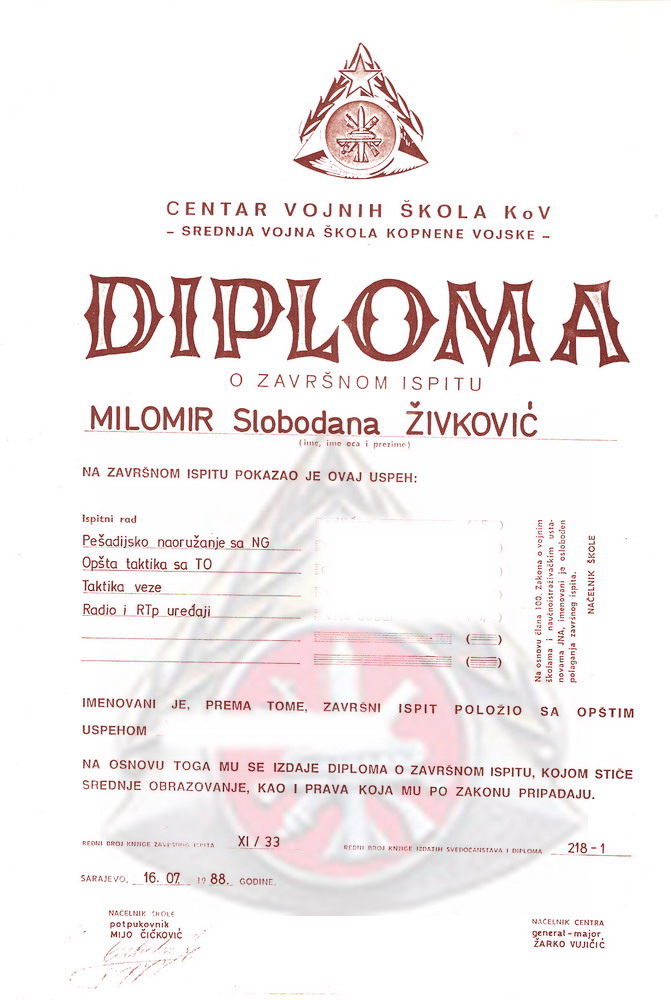 CENTAR VOJNIH ŠKOLA KoV
– SREDNJA VOJNA ŠKOLA KOPNENE VOJSKE –
DIPLOMA
O ZAVRŠNOM ISPITU
MILOMIR Slobodana ŽIVKOVIĆ
(ime, ime oca i prezime)
NA ZAVRŠNOM ISPITU POKAZAO JE OVAJ USPEH:
Ispitni rad
Pešadijsko naoružanje sa NG
Opšta taktika sa TO
Taktika veze
Radio i RTp uređaji
Na osnovu člana 100. Zakona o vojnim
školama i naučnoistraživačkim usta-
novama JNA, imenovani je oslobođen
polaganja završnog ispita.
NAČELNIK ŠKOLE
IMENOVANI JE, PREMA TOME, ZAVRŠNI ISPIT POLOŽIO SA OPŠTIM
USPEHOM
NA OSNOVU TOGA MU SE IZDAJE DIPLOMA O ZAVRŠNOM ISPITU, KOJOM STIČE
SREDNJE OBRAZOVANJE, KAO I PRAVA KOJA MU PO ZAKONU PRIPADAJU.
REDNI BROJ KNJIGE ZAVRŠNOG ISPITA XI / 33 REDNI BROJ KNJIGE IZDATIH SVEDOČANSTAVA I DIPLOMA 218-1
SARAJEVO, 16. 07. 19 88. GODINE.
NAČELNIK ŠKOLE
potpukovnik
MIJO ČIČKOVIĆ
NAČELNIK CENTRA
general-major
ŽARKO VUJIČIĆ